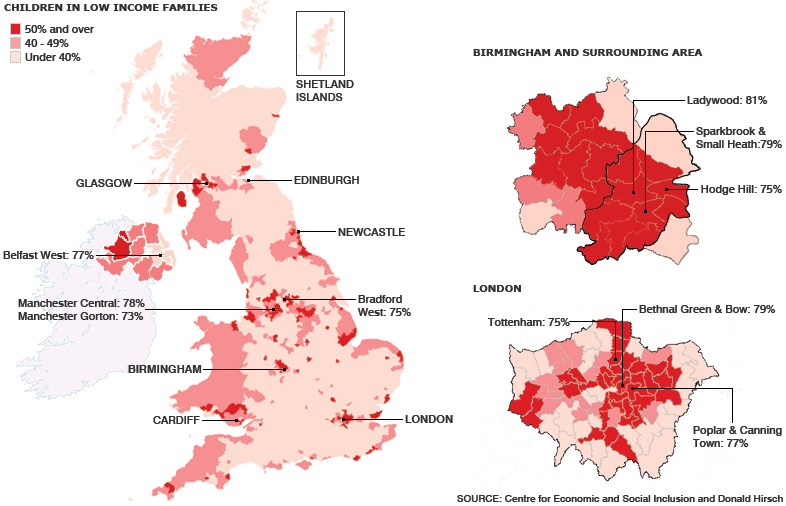 CHILDREN IN LOW INCOME FAMILIES
50% and over
40 - 49%
Under 40%
SHETLAND
ISLANDS
GLASGOW
EDINBURGH
NEWCASTLE
Belfast West: 77%
Manchester Central: 78%
Manchester Gorton: 73%
Bradford
West: 75%
BIRMINGHAM
CARDIFF
LONDON
BIRMINGHAM AND SURROUNDING AREA
Ladywood: 81%
Sparkbrook &
Small Heath:79%
Hodge Hill: 75%
LONDON
Bethnal Green & Bow: 79%
Tottenham: 75%
Poplar & Canning
Town: 77%
SOURCE: Centre for Economic and Social Inclusion and Donald Hirsch